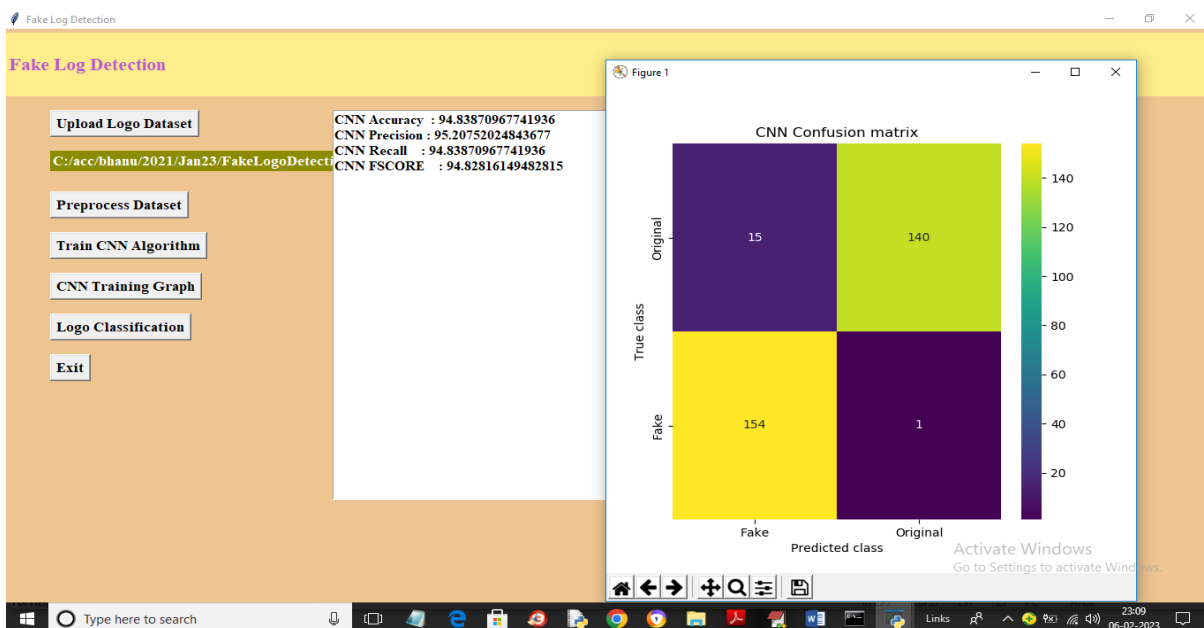 Fake Log Detection
Fake Log Detection
Upload Logo Dataset
C:/acc/bhanu/2021/Jan23/FakeLogoDetecti
Preprocess Dataset
Train CNN Algorithm
CNN Training Graph
Logo Classification
Exit
CNN Accuracy : 94.83870967741936
CNN Precision : 95.20752024843677
CNN Recall : 94.83870967741936
CNN FSCORE : 94.82816149482815
Figure 1
CNN Confusion matrix
True class
Original
Fake
15
140
154
1
Fake
Original
Predicted class
140
120
100
80
60
40
20
Activate Windows
Go to Settings to activate Windows.
Type here to search
Links
23:09
06-02-2023